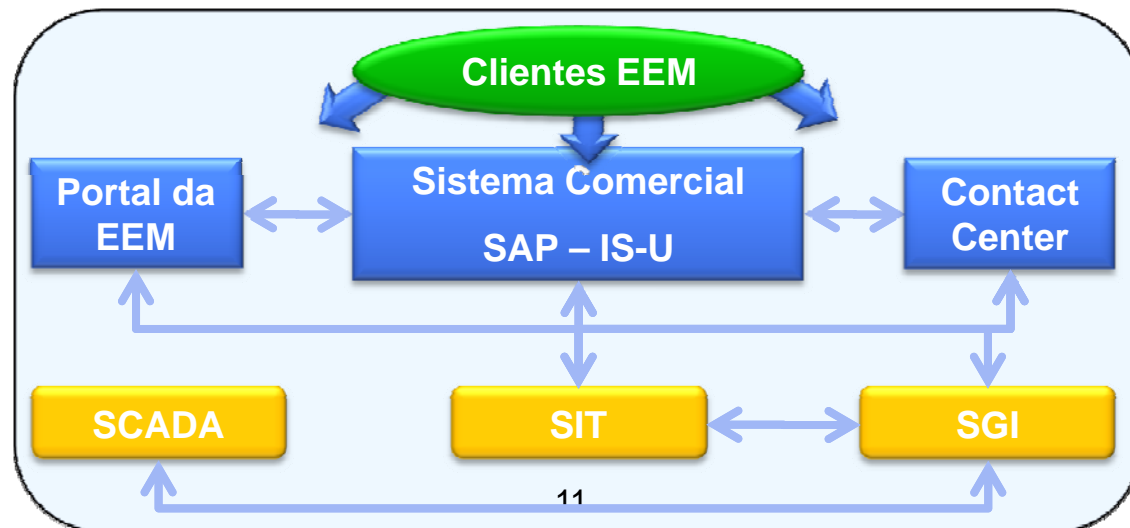 Clientes EEM
Portal da
EEM
Sistema Comercial
SAP – IS-U
Contact
Center
SCADA
SIT
SGI
11